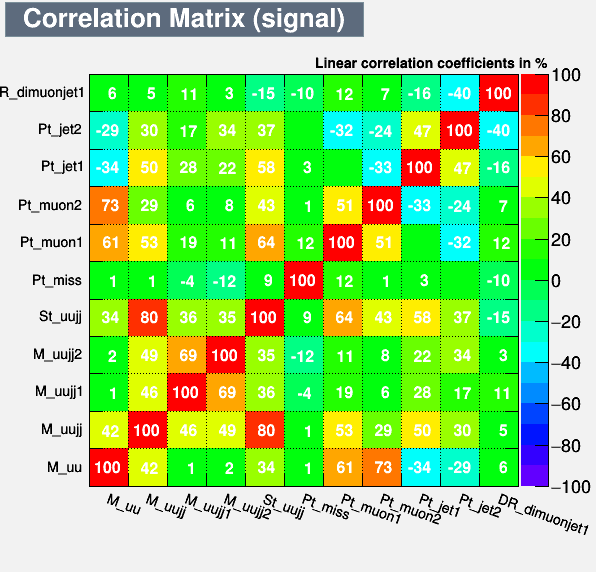 Correlation Matrix (signal)
Linear correlation coefficients in %
R_dimuonjet1 6 5 11 3 -15 -10 12 7 -16 -40 100
Pt_jet2 -29 30 17 34 37 -32 -24 47 100 -40
Pt_jet1 -34 50 28 22 58 3 -33 100 47 -16
Pt_muon2 73 29 6 8 43 1 51 100 -33 -24 7
Pt_muon1 61 53 19 11 64 12 100 51 -32 12
Pt_miss 1 1 -4 -12 9 100 12 1 3 -10
St_uujj 34 80 36 35 100 9 64 43 58 37 -15
M_uujj2 2 49 69 100 35 -12 11 8 22 34 3
M_uujj1 1 46 100 69 36 -4 19 6 28 17 11
M_uujj 42 100 46 49 80 1 53 29 50 30 5
M_uu 100 42 1 2 34 1 61 73 -34 -29 6
M_uu M_uujj M_uujj1 M_uujj2 St_uujj Pt_miss Pt_muon1 Pt_muon2 Pt_jet1 Pt_jet2 DR_dimuonjet1
100
80
60
40
20
0
−20
−40
−60
−80
−100